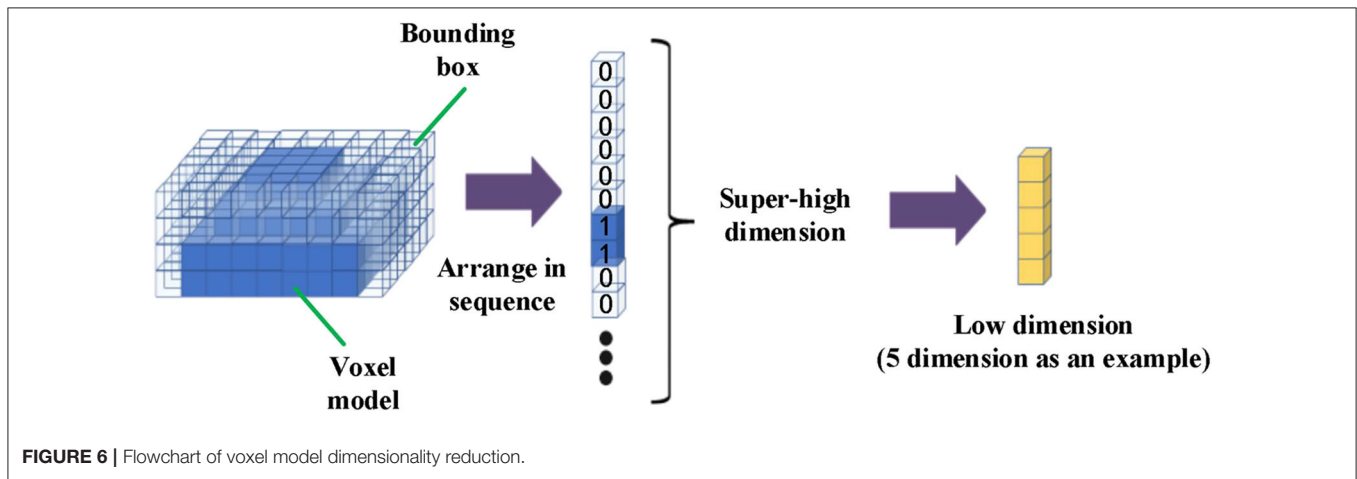 Bounding
box
Arrange in
sequence
Voxel
model
0
0
0
0
0
0
1
1
0
0
Super-high
dimension
Low dimension
(5 dimension as an example)
FIGURE 6 | Flowchart of voxel model dimensionality reduction.